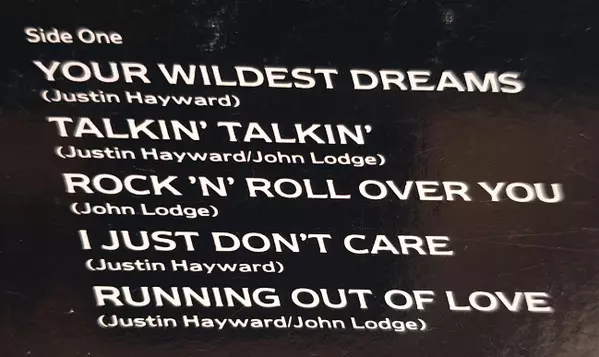 Side One
YOUR WILDEST DREAMS
(Justin Hayward)
TALKIN' TALKIN'
(Justin Hayward/John Lodge)
ROCK 'N' ROLL OVER YOU
(John Lodge)
I JUST DON'T CARE
(Justin Hayward)
RUNNING OUT OF LOVE
(Justin Hayward/John Lodge)